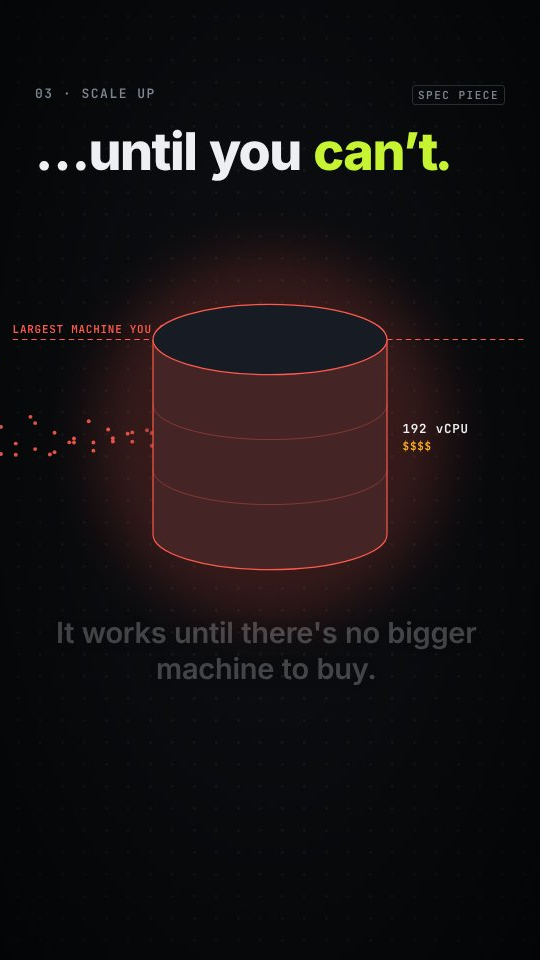 03 · SCALE UP
SPEC PIECE
...until you can't.
LARGEST MACHINE YOU
192 vCPU
$$$$
It works until there's no bigger
machine to buy.